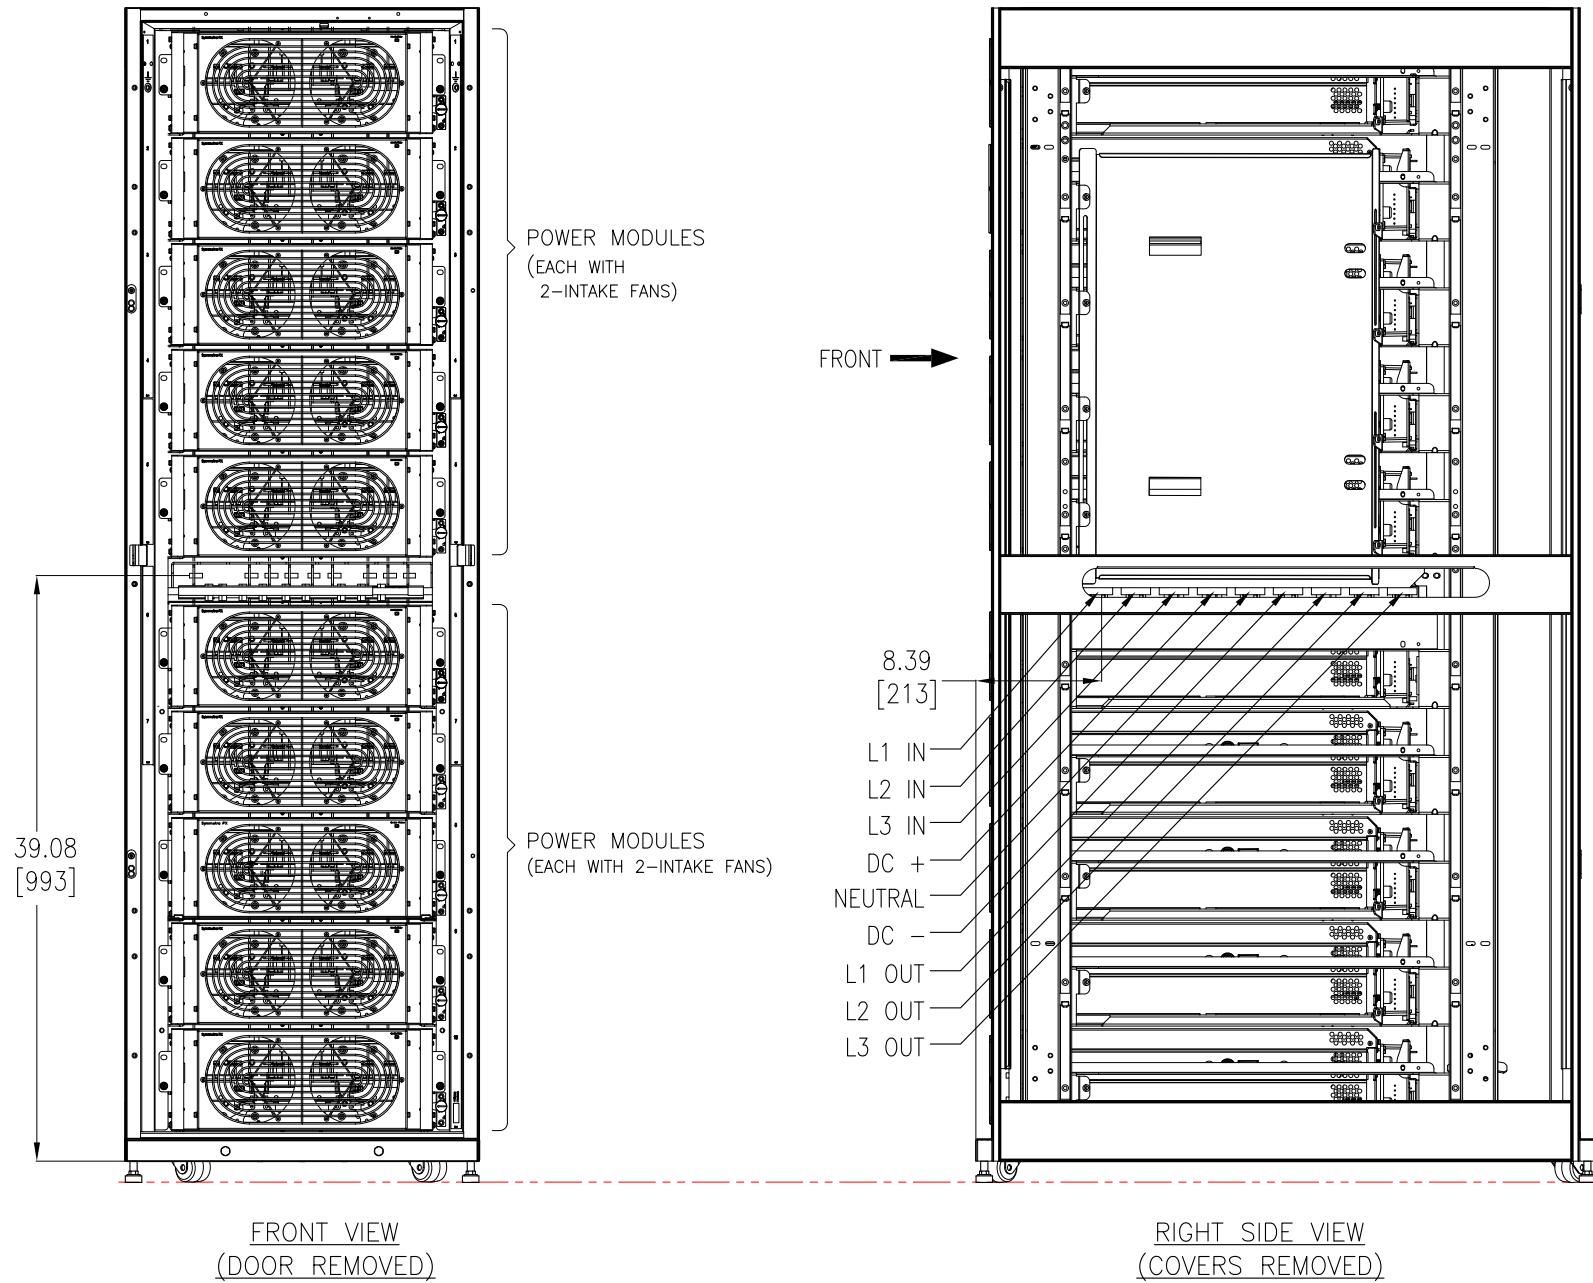 POWER MODULES
(EACH WITH
2-INTAKE FANS)
FRONT
8.39
[213]
L1 IN
L2 IN
L3 IN
DC +
NEUTRAL
DC -
L1 OUT
L2 OUT
L3 OUT
39.08
[993]
POWER MODULES
(EACH WITH 2-INTAKE FANS)
FRONT VIEW
(DOOR REMOVED)
RIGHT SIDE VIEW
(COVERS REMOVED)